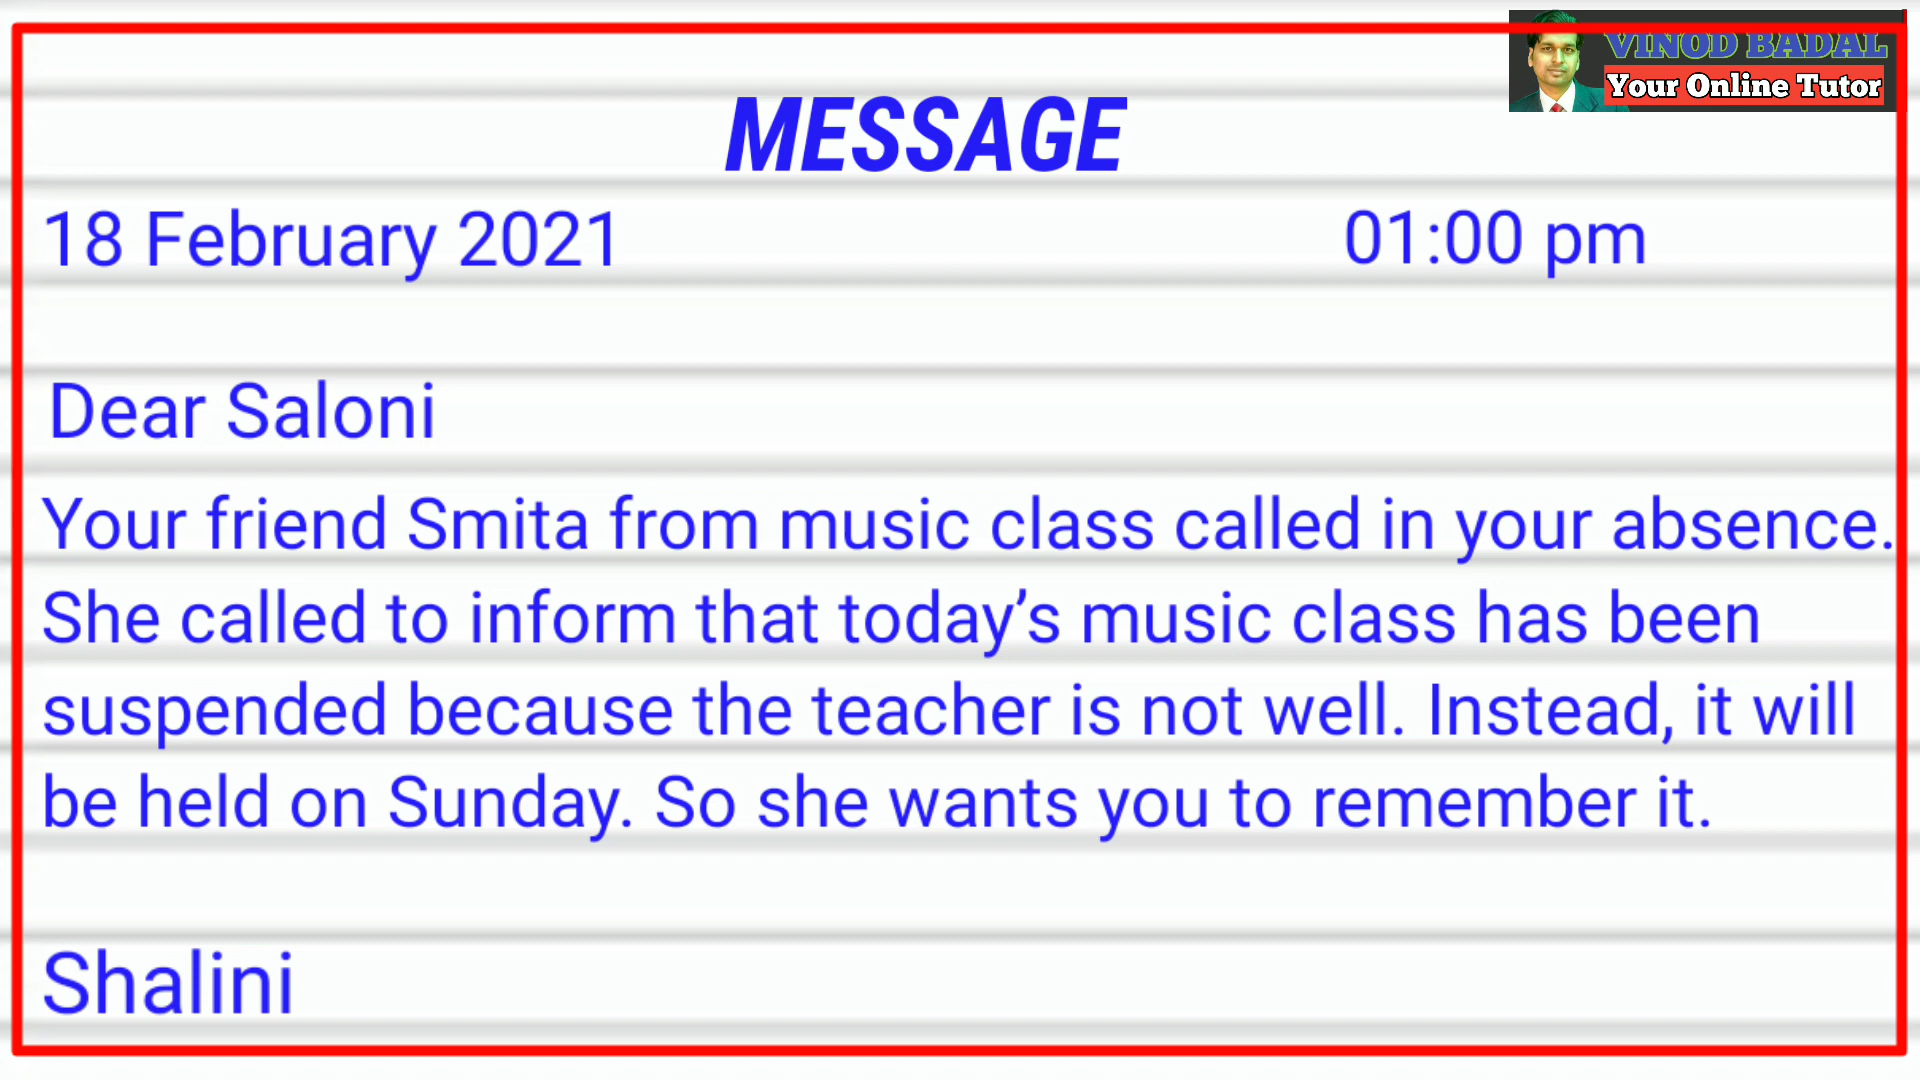 VINOD BADAL
Your Online Tutor
MESSAGE
18 February 2021 01:00 pm
Dear Saloni
Your friend Smita from music class called in your absence.
She called to inform that today’s music class has been
suspended because the teacher is not well. Instead, it will
be held on Sunday. So she wants you to remember it.
Shalini